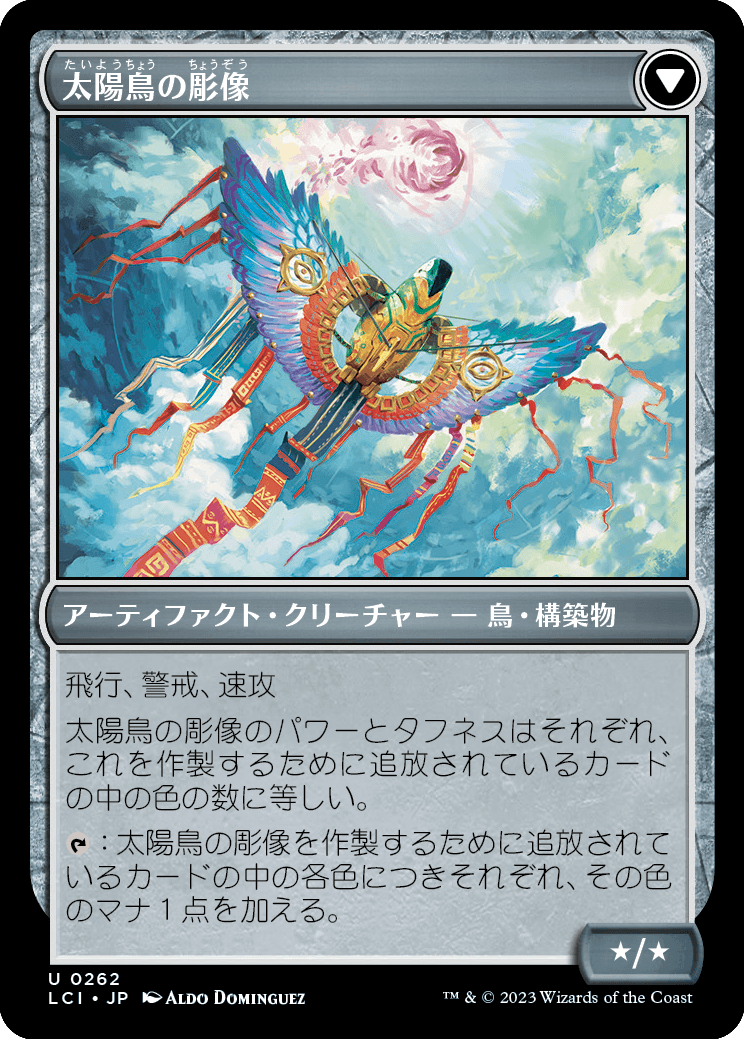 たいようちょう ちょうぞう
太陽鳥の彫像
アーティファクト・クリーチャー — 鳥・構築物
飛行、警戒、速攻
太陽鳥の彫像のパワーとタフネスはそれぞれ、
これを作製するために追放されているカード
の中の色の数に等しい。
：太陽鳥の彫像を作製するために追放されて
いるカードの中の各色につきそれぞれ、その色
のマナ１点を加える。
★/★
U 0262
LCI • JP Aldo Dominguez
™ & © 2023 Wizards of the Coast